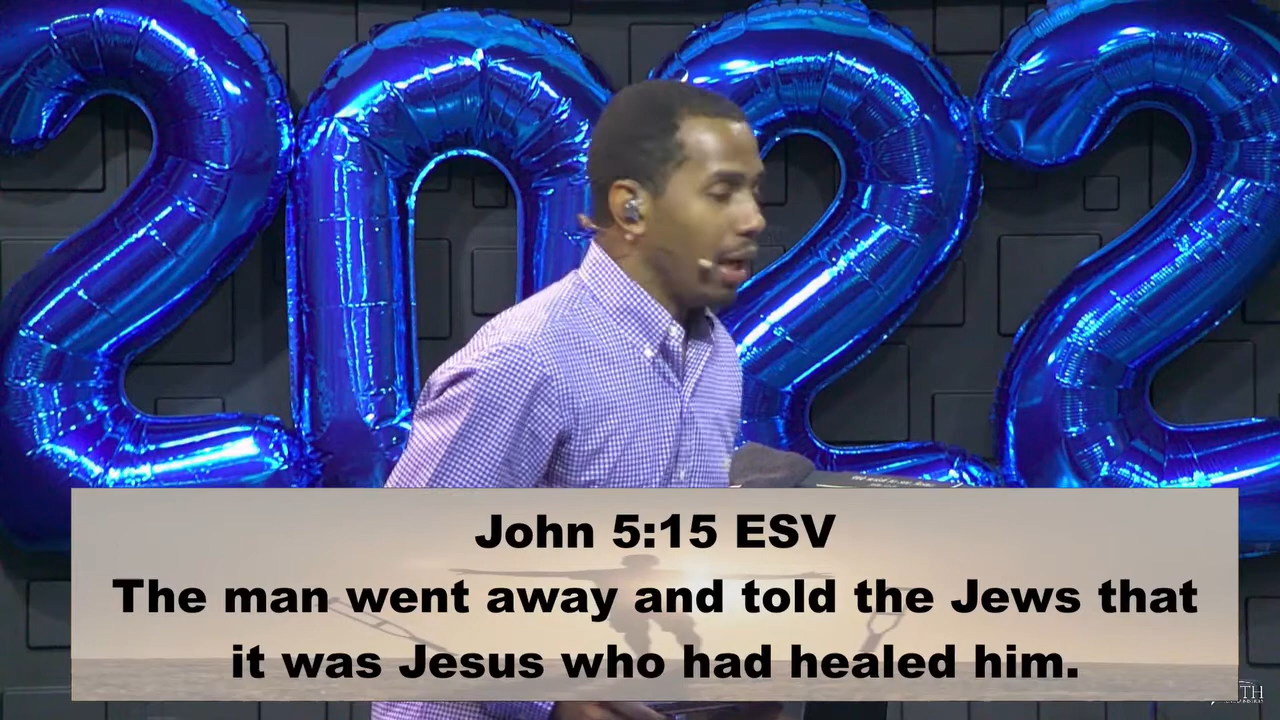 2022
John 5:15 ESV
The man went away and told the Jews that
it was Jesus who had healed him.